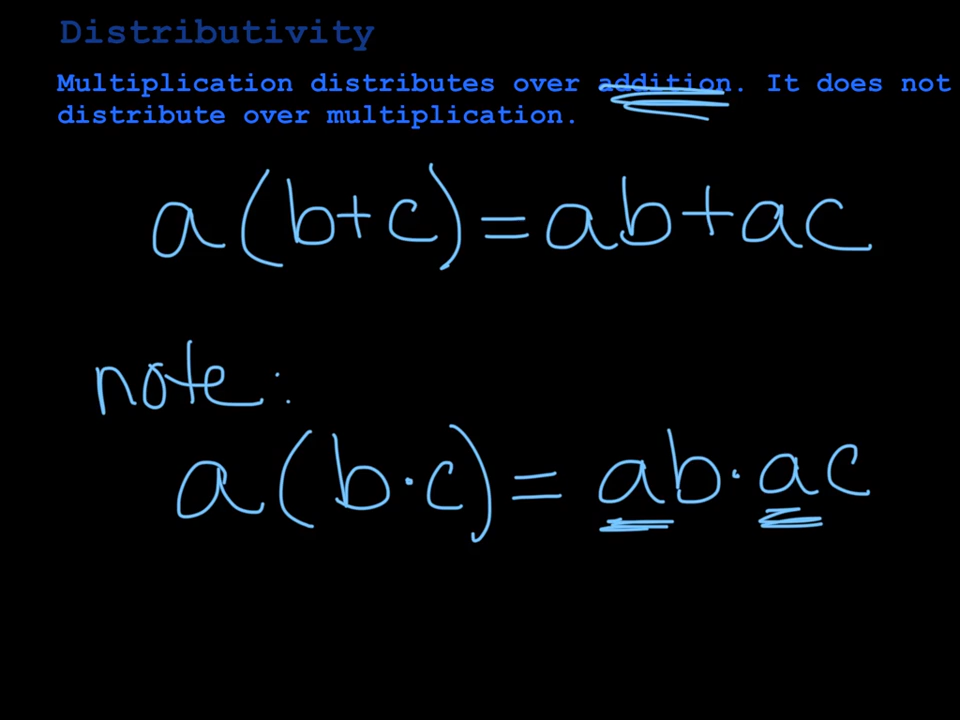 Distributivity
Multiplication distributes over addition. It does not
distribute over multiplication.
a(b+c)=ab+ac
note:
a(b·c)=ab·ac